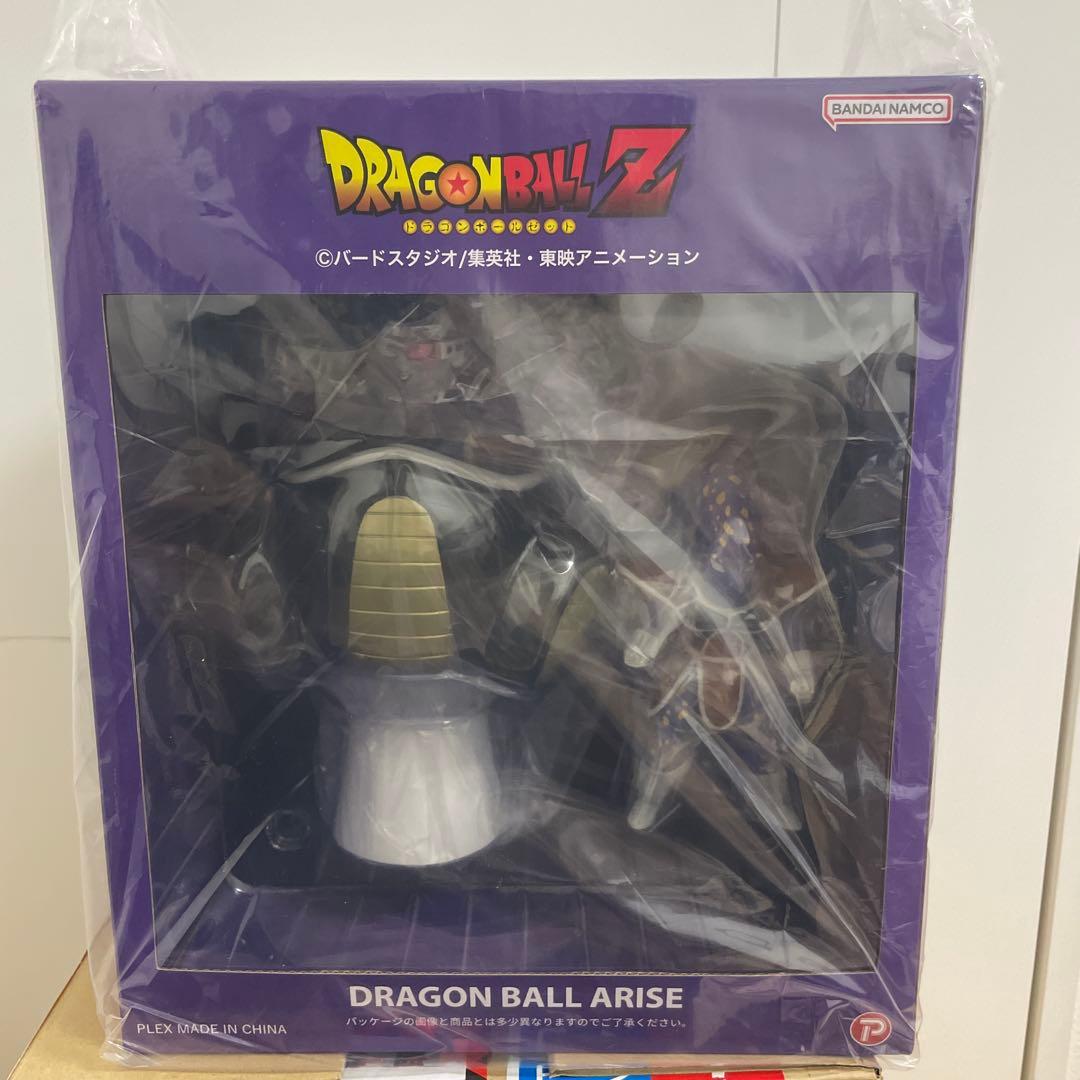 BANDAI NAMCO
DRAGONBALL Z
ドラゴンボールゼット
©バードスタジオ/集英社・東映アニメーション
DRAGON BALL ARISE
パッケージの画像と商品とは多少異なりますのでご了承ください。
PLEX MADE IN CHINA
P